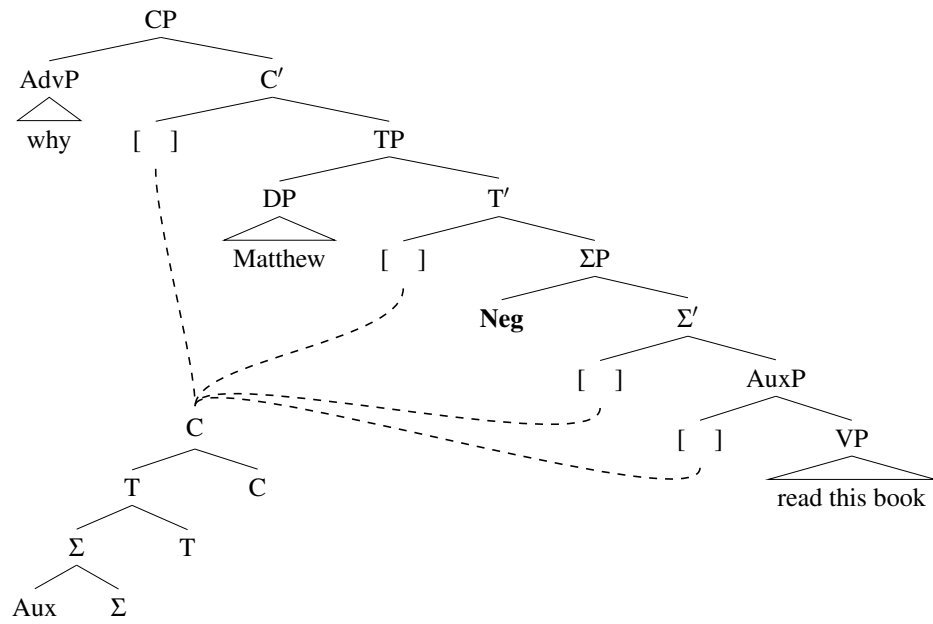 CP
AdvP C′
why [ ] TP
DP T′
Matthew [ ] ΣP
Neg Σ′
[ ] AuxP
C [ ] VP
T C read this book
Σ T
Aux Σ